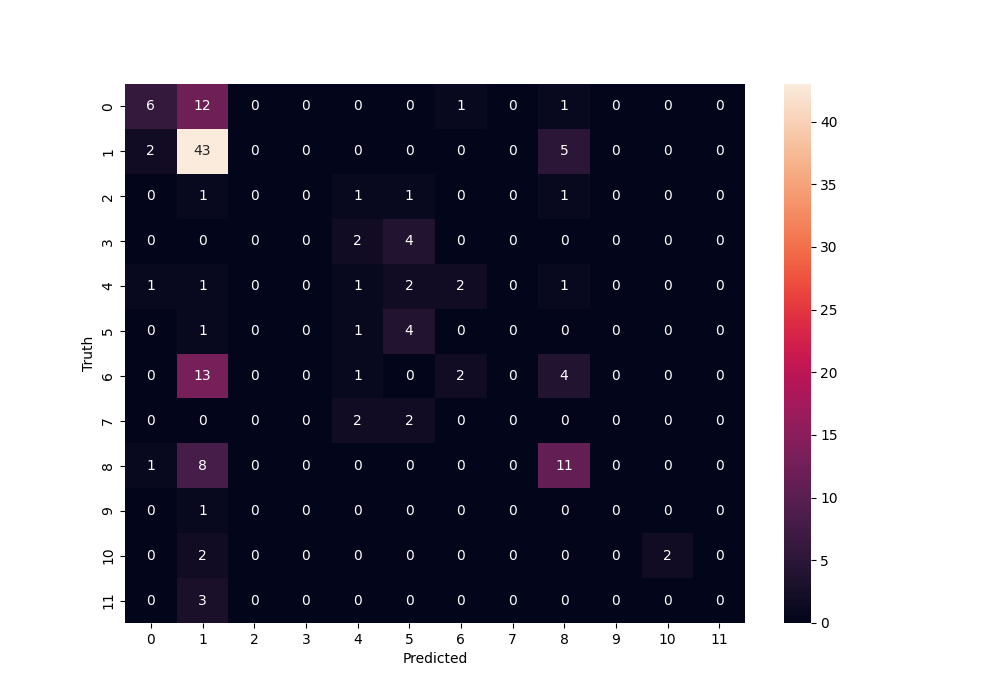 0 6 12 0 0 0 0 1 0 1 0 0 0
1 2 43 0 0 0 0 0 0 5 0 0 0
2 0 1 0 0 1 1 0 0 1 0 0 0
3 0 0 0 0 2 4 0 0 0 0 0 0
4 1 1 0 0 1 2 2 0 1 0 0 0
5 0 1 0 0 1 4 0 0 0 0 0 0
6 0 13 0 0 1 0 2 0 4 0 0 0
7 0 0 0 0 2 2 0 0 0 0 0 0
8 1 8 0 0 0 0 0 0 11 0 0 0
9 0 1 0 0 0 0 0 0 0 0 0 0
10 0 2 0 0 0 0 0 0 0 0 2 0
11 0 3 0 0 0 0 0 0 0 0 0 0
0 1 2 3 4 5 6 7 8 9 10 11
Predicted
Truth
40
35
30
25
20
15
10
5
0